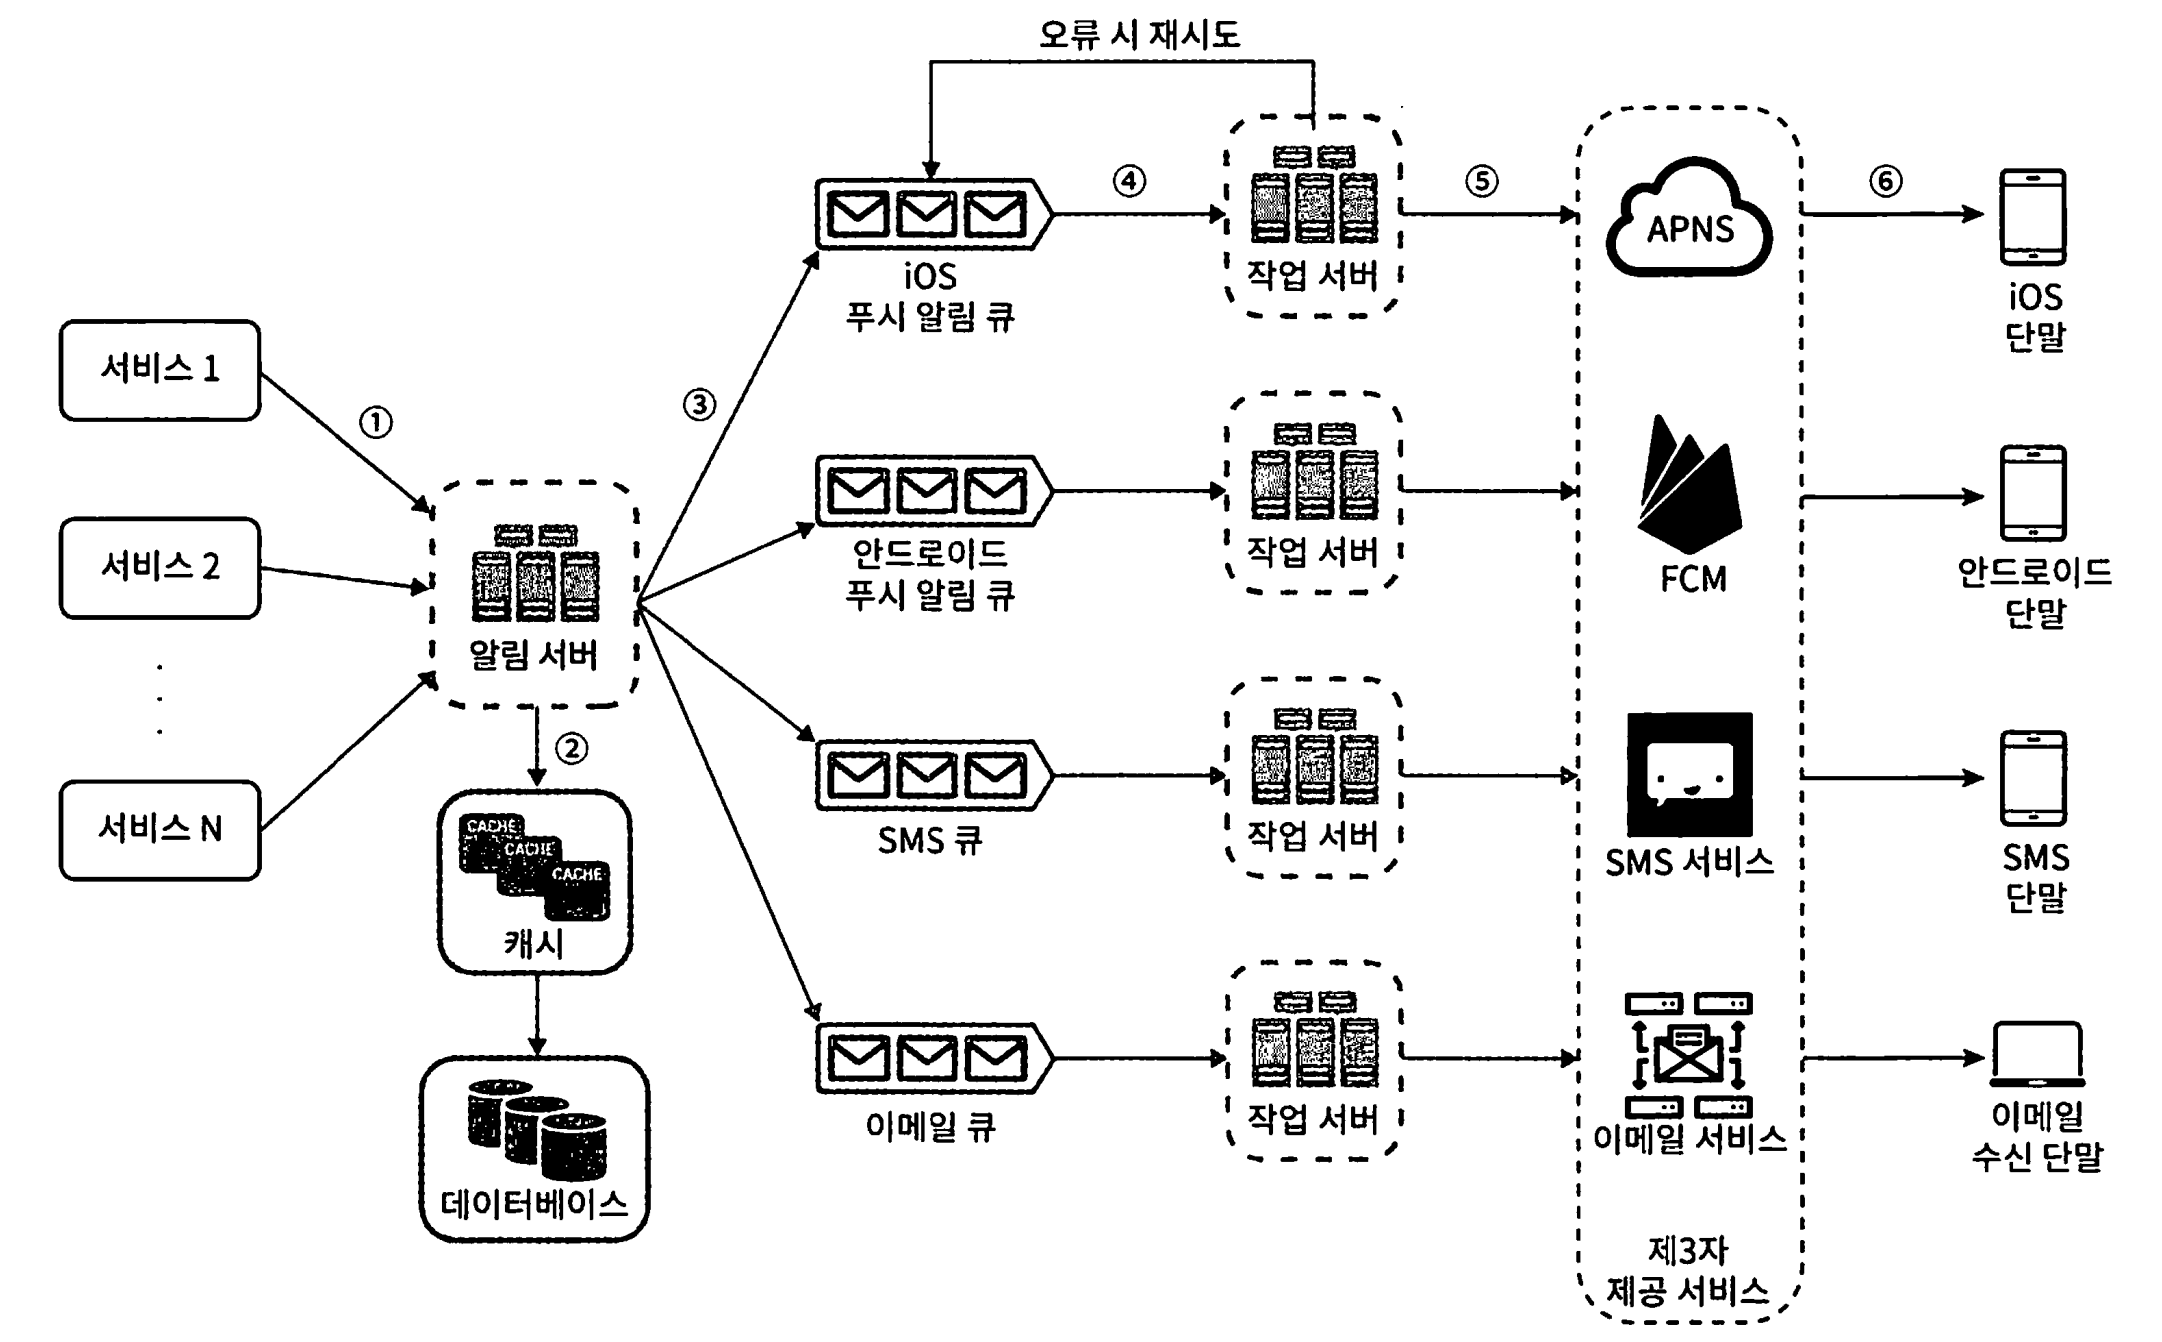 오류 시 재시도
④
⑤
⑥
APNS
작업 서버
iOS
푸시 알림 큐
iOS
단말
서비스 1
①
③
서비스 2
알림 서버
안드로이드
푸시 알림 큐
작업 서버
FCM
안드로이드
단말
.
.
.
②
서비스 N
CACHE
CACHE
CACHE
캐시
SMS 큐
작업 서버
SMS 서비스
SMS
단말
데이터베이스
이메일 큐
작업 서버
이메일 서비스
이메일
수신 단말
제3자
제공 서비스